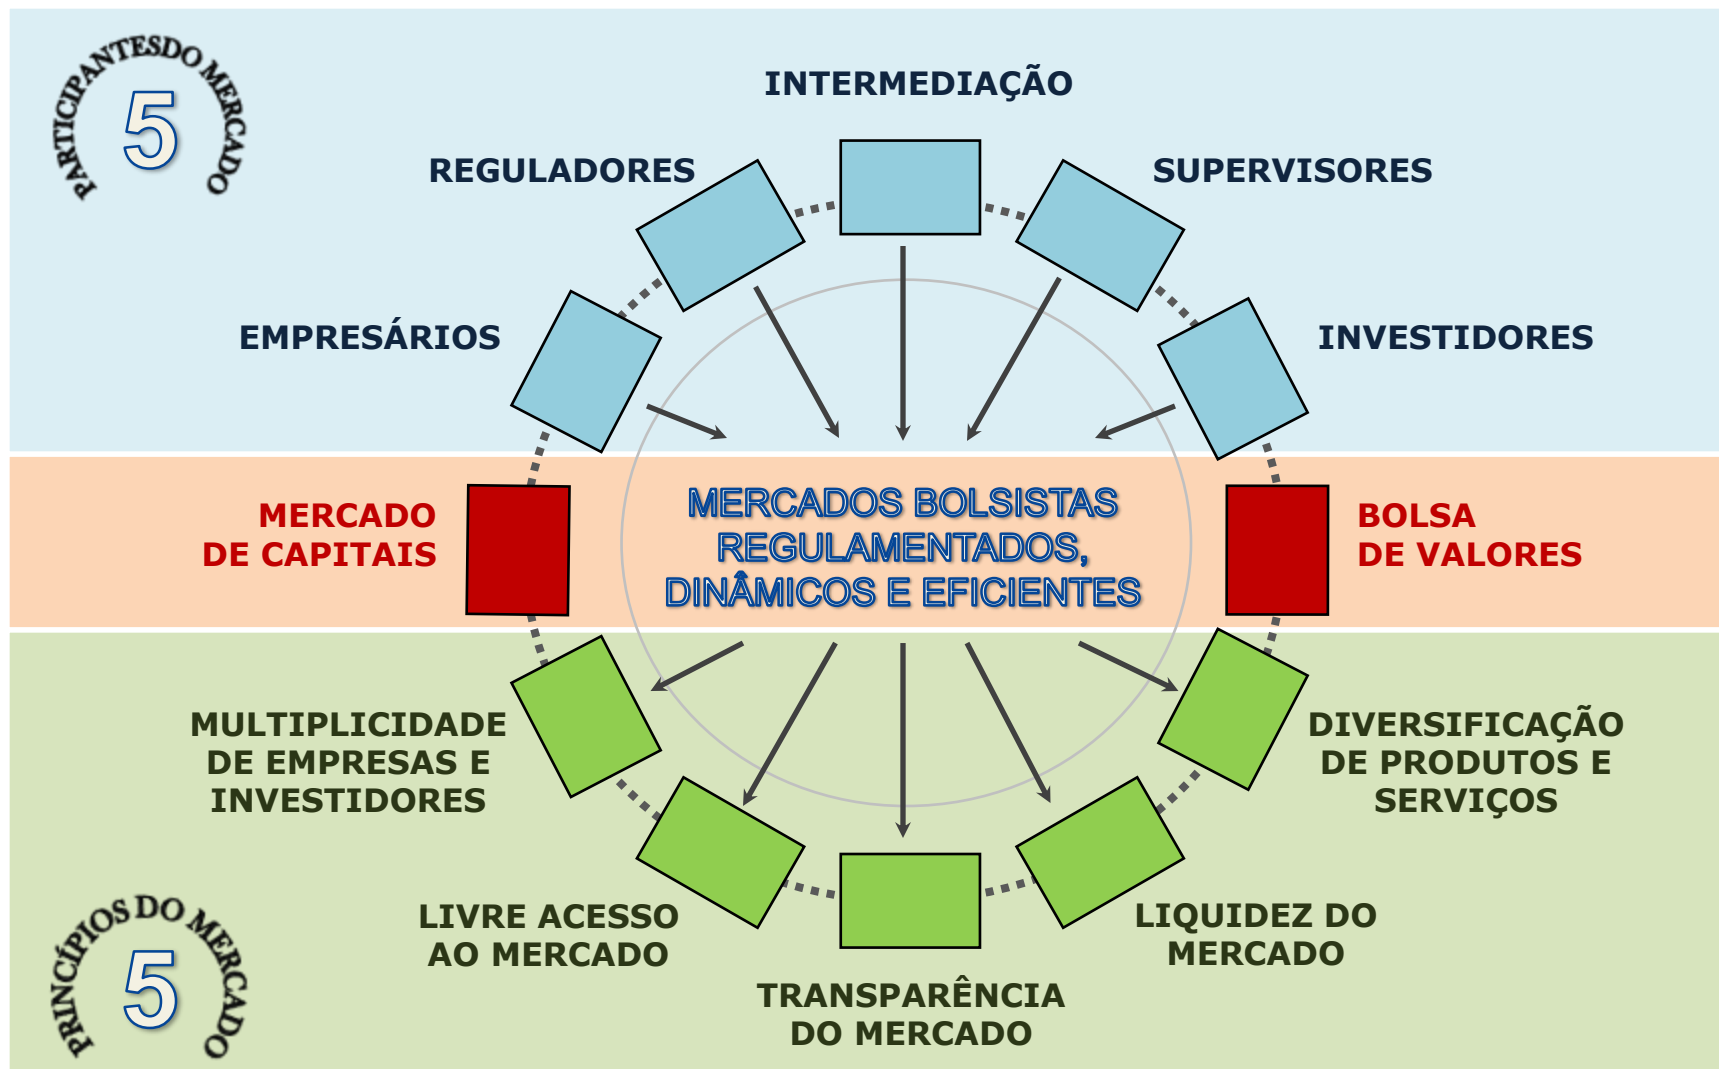 PARTICIPANTESDO MERCADO
5
INTERMEDIAÇÃO
REGULADORES
SUPERVISORES
EMPRESÁRIOS
INVESTIDORES
MERCADO
DE CAPITAIS
MERCADOS BOLSISTAS
REGULAMENTADOS,
DINÂMICOS E EFICIENTES
BOLSA
DE VALORES
MULTIPLICIDADE
DE EMPRESAS E
INVESTIDORES
DIVERSIFICAÇÃO
DE PRODUTOS E
SERVIÇOS
LIVRE ACESSO
AO MERCADO
LIQUIDEZ DO
MERCADO
TRANSPARÊNCIA
DO MERCADO
PRINCÍPIOS DO MERCADO
5